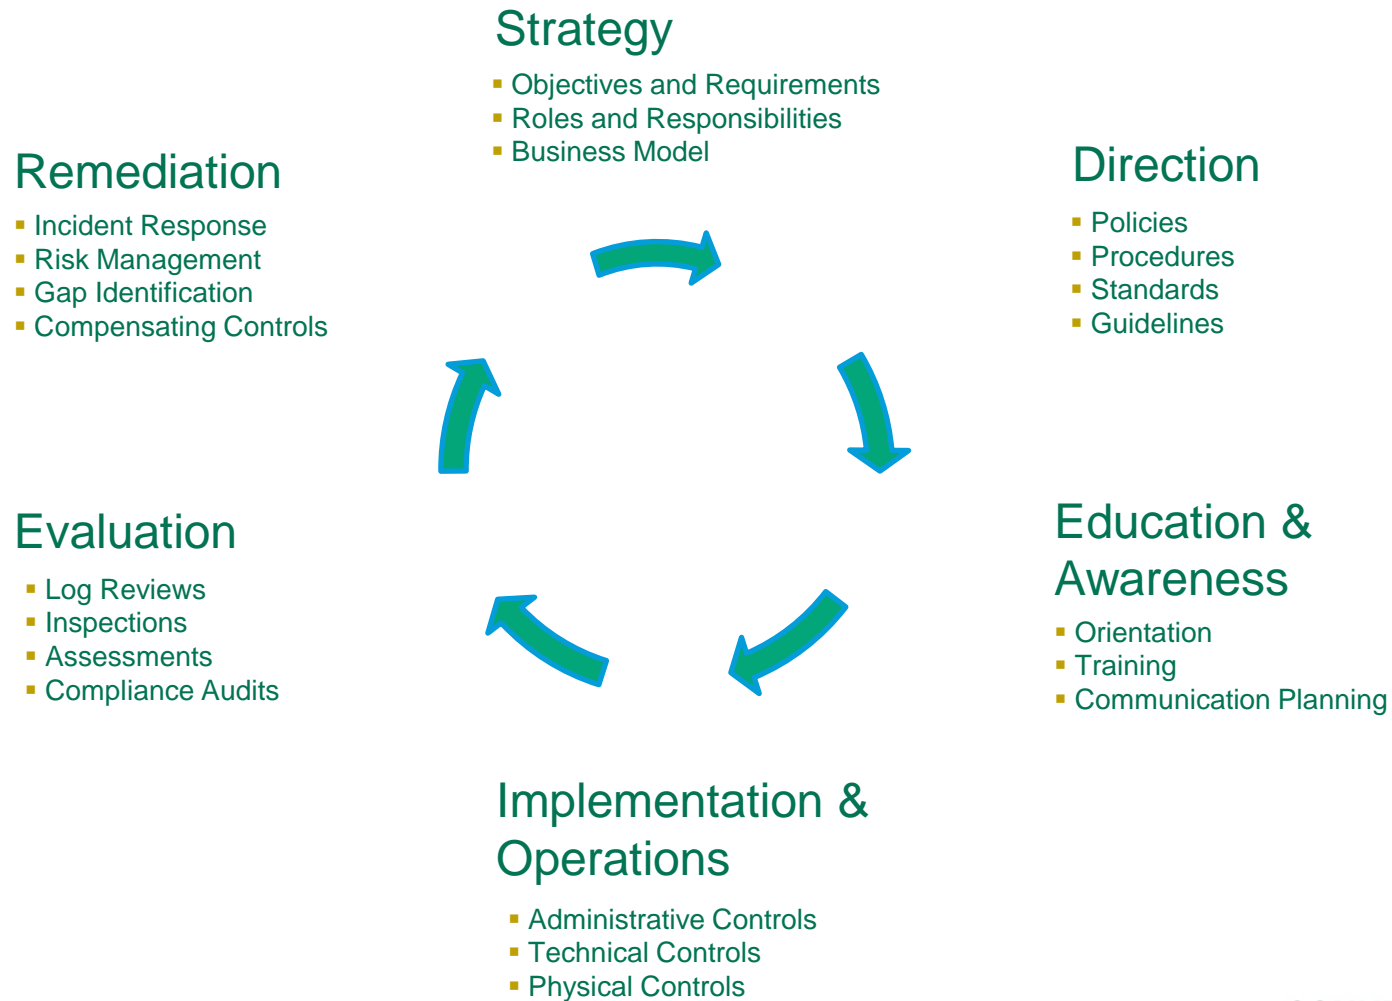 Strategy
Objectives and Requirements
Roles and Responsibilities
Business Model
Direction
Policies
Procedures
Standards
Guidelines
Education &
Awareness
Orientation
Training
Communication Planning
Implementation &
Operations
Administrative Controls
Technical Controls
Physical Controls
Evaluation
Log Reviews
Inspections
Assessments
Compliance Audits
Remediation
Incident Response
Risk Management
Gap Identification
Compensating Controls